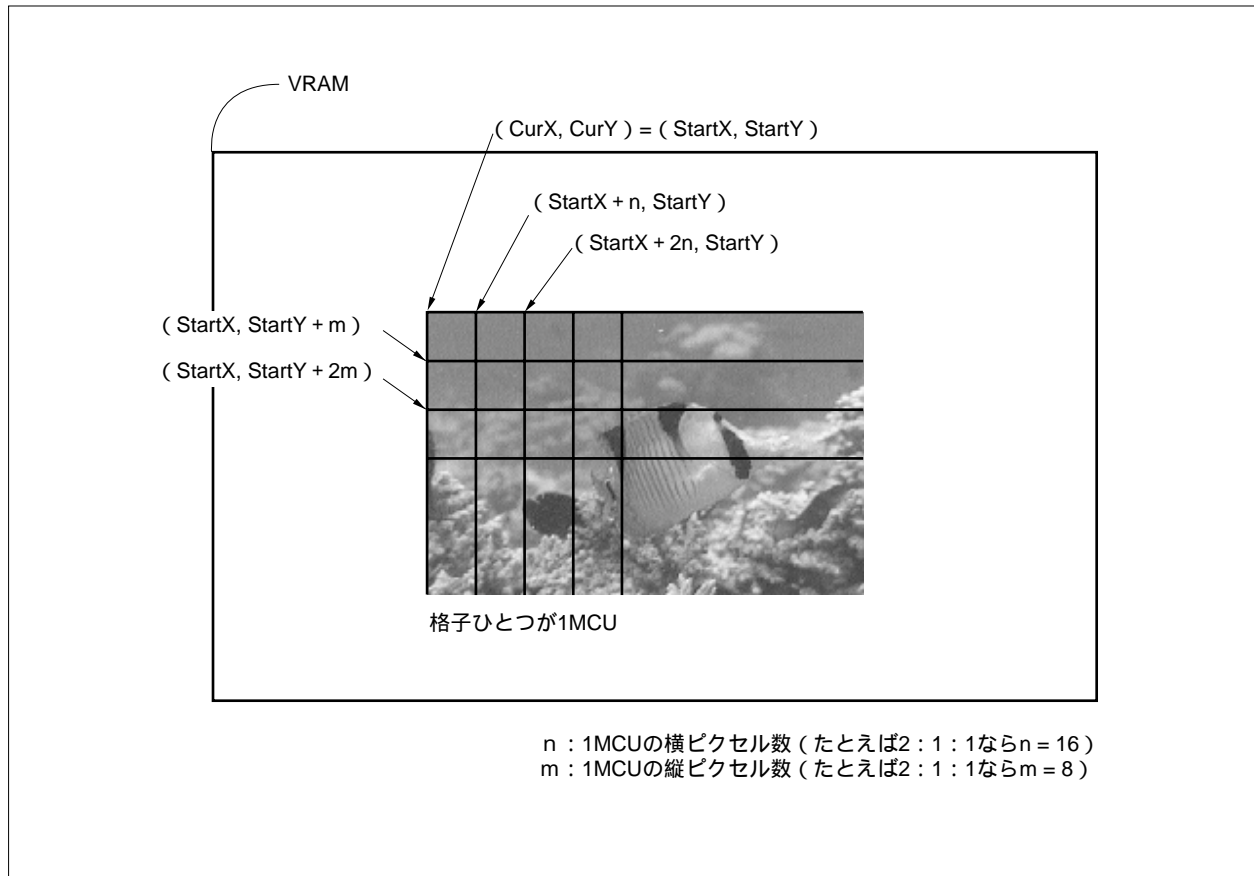 VRAM
( CurX, CurY ) = ( StartX, StartY )
( StartX + n, StartY )
( StartX + 2n, StartY )
( StartX, StartY + m )
( StartX, StartY + 2m )
格子ひとつが1MCU
n : 1MCUの横ピクセル数 ( たとえば2 : 1 : 1ならn = 16 )
m : 1MCUの縦ピクセル数 ( たとえば2 : 1 : 1ならm = 8 )